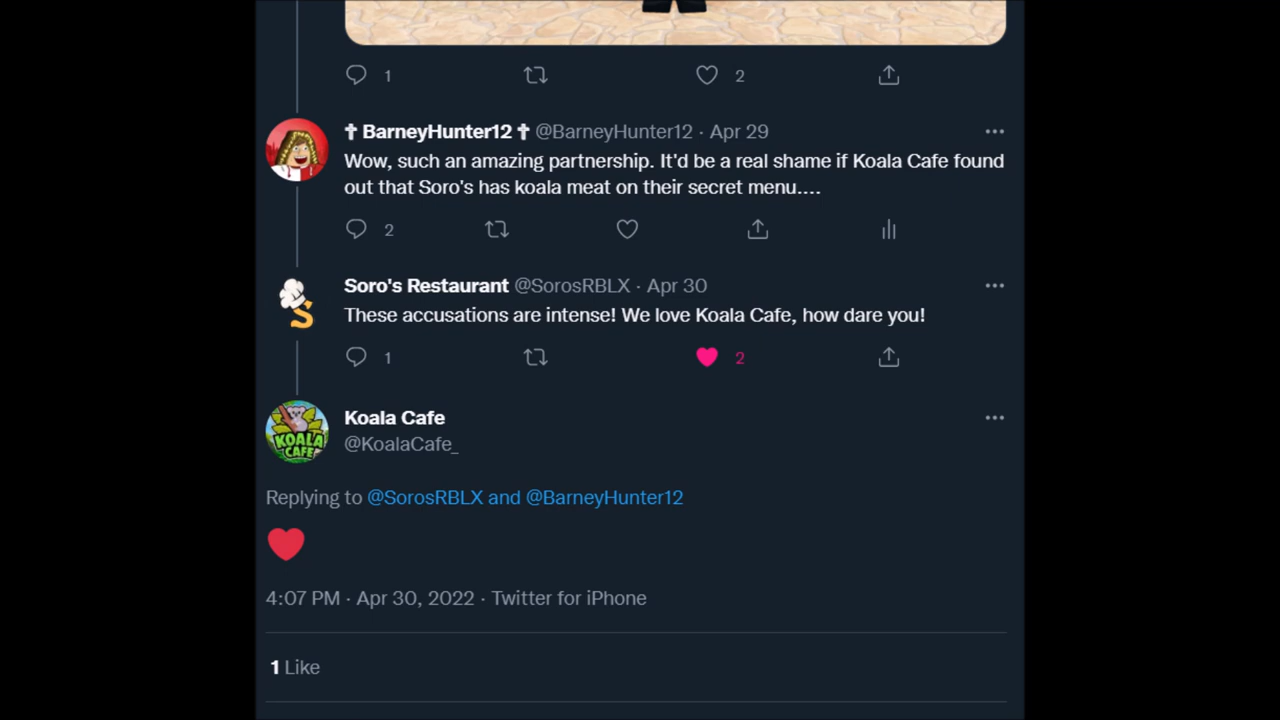 1 2
✝ BarneyHunter12 ✝ @BarneyHunter12 · Apr 29
Wow, such an amazing partnership. It'd be a real shame if Koala Cafe found
out that Soro's has koala meat on their secret menu....
2
Soro's Restaurant @SorosRBLX · Apr 30
These accusations are intense! We love Koala Cafe, how dare you!
1 2
KOALA
CAFE
Koala Cafe
@KoalaCafe_
Replying to @SorosRBLX and @BarneyHunter12
❤️
4:07 PM · Apr 30, 2022 · Twitter for iPhone
1 Like